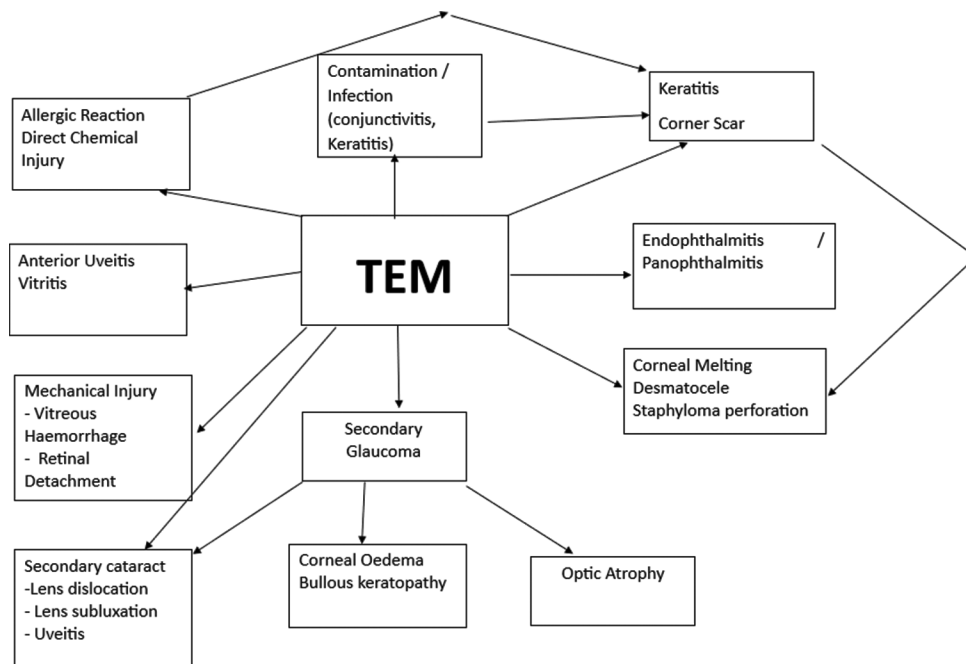 Contamination /
Infection
(conjunctivitis,
Keratitis)
Keratitis
Corner Scar
Allergic Reaction
Direct Chemical
Injury
TEM
Endophthalmitis /
Panophthalmitis
Anterior Uveitis
Vitritis
Corneal Melting
Desmatocele
Staphyloma perforation
Mechanical Injury
- Vitreous
Haemorrhage
- Retinal
Detachment
Secondary
Glaucoma
Secondary cataract
-Lens dislocation
- Lens subluxation
- Uveitis
Corneal Oedema
Bullous keratopathy
Optic Atrophy